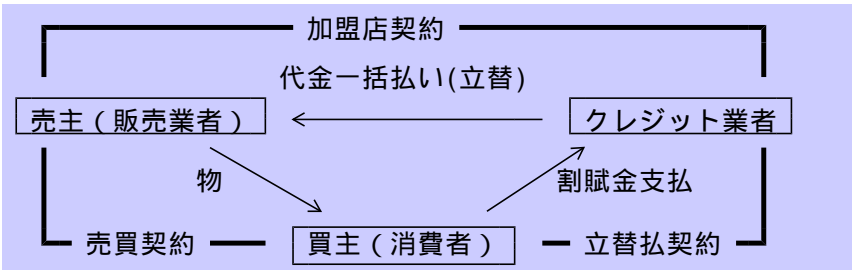 加盟店契約
代金一括払い(立替)
売主（販売業者） クレジット業者
物 割賦金支払
売買契約 買主（消費者） 立替払契約